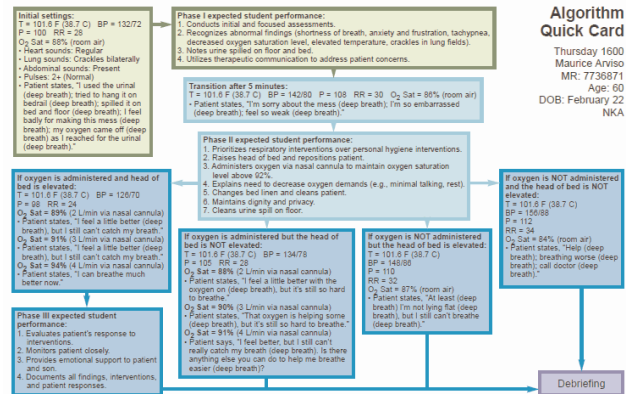 Initial settings:
T = 101.6 F (38.7 C) BP = 132/72
P = 100 RR = 28
O₂ Sat = 88% (room air)
• Heart sounds: Regular
• Lung sounds: Crackles bilaterally
• Abdominal sounds: Present
• Pulses: 2+ (Normal)
• Patient states, "I used the urinal
(deep breath); tried to hang it on
bedrail (deep breath); spilled it on
bed and floor (deep breath); I feel
badly for making this mess (deep
breath); my oxygen came off (deep
breath) as I reached for the urinal
(deep breath)."
Phase I expected student performance:
1. Conducts initial and focused assessments.
2. Recognizes abnormal findings (shortness of breath, anxiety and frustration, tachypnea,
decreased oxygen saturation level, elevated temperature, crackles in lung fields).
3. Notes urine spilled on floor and bed.
4. Utilizes therapeutic communication to address patient concerns.
Algorithm
Quick Card
Thursday 1600
Maurice Arviso
MR: 7736871
Age: 60
DOB: February 22
NKA
Transition after 5 minutes:
T = 101.6 F (38.7 C) BP = 142/80 P = 108 RR = 30 O₂ Sat = 86% (room air)
• Patient states, "I'm sorry about the mess (deep breath); I'm so embarrassed
(deep breath); feel so weak (deep breath)."
Phase II expected student performance:
1. Prioritizes respiratory interventions over personal hygiene interventions.
2. Raises head of bed and repositions patient.
3. Administers oxygen via nasal cannula to maintain oxygen saturation
level above 92%.
4. Explains need to decrease oxygen demands (e.g., minimal talking, rest).
5. Changes bed linen and cleans patient.
6. Maintains dignity and privacy.
7. Cleans urine spill on floor.
If oxygen is administered and head of
bed is elevated:
T = 101.6 F (38.7 C) BP = 126/70
P = 98 RR = 24
O₂ Sat = 89% (2 L/min via nasal cannula)
• Patient states, "I feel a little better (deep
breath), but I still can't catch my breath."
O₂ Sat = 91% (3 L/min via nasal cannula)
• Patient states, "I feel a little better (deep
breath), but I still can't catch my breath."
O₂ Sat = 94% (4 L/min via nasal cannula)
• Patient states, "I can breathe much
better now."
If oxygen is administered but the head of
bed is NOT elevated:
T = 101.6 F (38.7 C) BP = 134/78
P = 105 RR = 28
O₂ Sat = 88% (2 L/min via nasal cannula)
• Patient states, "I feel a little better with the
oxygen on (deep breath), but it's still so hard
to breathe."
O₂ Sat = 90% (3 L/min via nasal cannula)
• Patient states, "That oxygen is helping some
(deep breath), but it's still so hard to breathe."
O₂ Sat = 91% (4 L/min via nasal cannula)
• Patient says, "I feel better, but I still can't
really catch my breath (deep breath). Is there
anything else you can do to help me breathe
easier (deep breath)?
If oxygen is NOT administered
but the head of bed is elevated:
T = 101.6 F (38.7 C)
BP = 148/86
P = 110
RR = 32
O₂ Sat = 87% (room air)
• Patient states, "At least (deep
breath) I'm not lying flat (deep
breath), but I still can't breathe
(deep breath)."
If oxygen is NOT administered
and the head of bed is NOT
elevated:
T = 101.6 F (38.7 C)
BP = 156/88
P = 112
RR = 34
O₂ Sat = 84% (room air)
• Patient states, "Help (deep
breath); breathing worse (deep
breath); call doctor (deep
breath)."
Phase III expected student
performance:
1. Evaluates patient's response to
interventions.
2. Monitors patient closely.
3. Provides emotional support to patient
and son.
4. Documents all findings, interventions,
and patient responses.
Debriefing